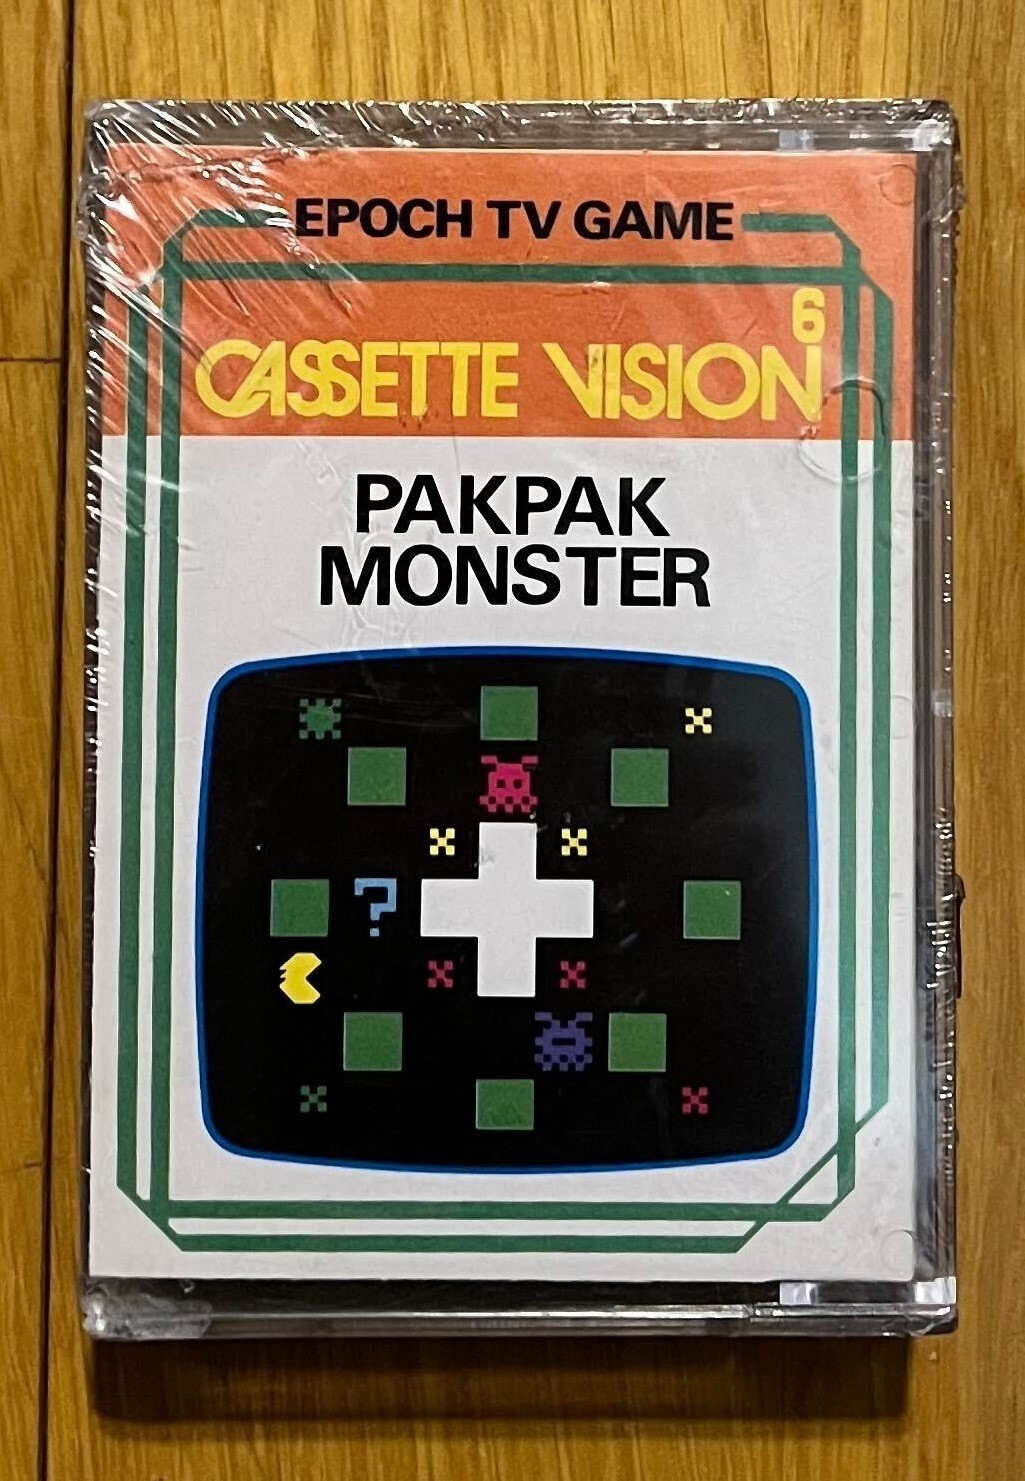 EPOCH TV GAME
6
CASSETTE VISION
PAKPAK
MONSTER
?